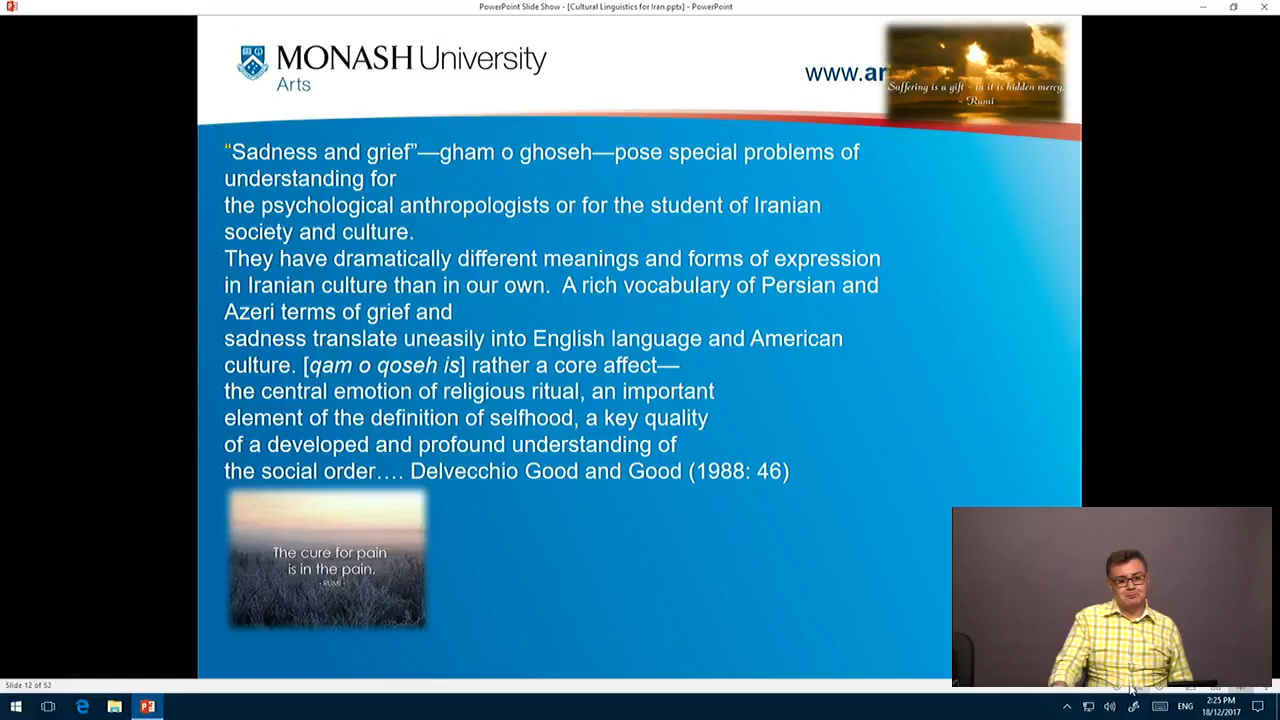 PowerPoint Slide Show - [Cultural Linguistics for Iran.pptx] - PowerPoint
MONASH University
Arts
www.ar
Suffering is a gift - in it is hidden mercy.
~ Rumi
“Sadness and grief”—gham o ghoseh—pose special problems of
understanding for
the psychological anthropologists or for the student of Iranian
society and culture.
They have dramatically different meanings and forms of expression
in Iranian culture than in our own.  A rich vocabulary of Persian and
Azeri terms of grief and
sadness translate uneasily into English language and American
culture. [qam o qoseh is] rather a core affect—
the central emotion of religious ritual, an important
element of the definition of selfhood, a key quality
of a developed and profound understanding of
the social order…. Delvecchio Good and Good (1988: 46)
The cure for pain
is in the pain.
- RUMI -
Slide 12 of 52
ENG
2:25 PM
18/12/2017